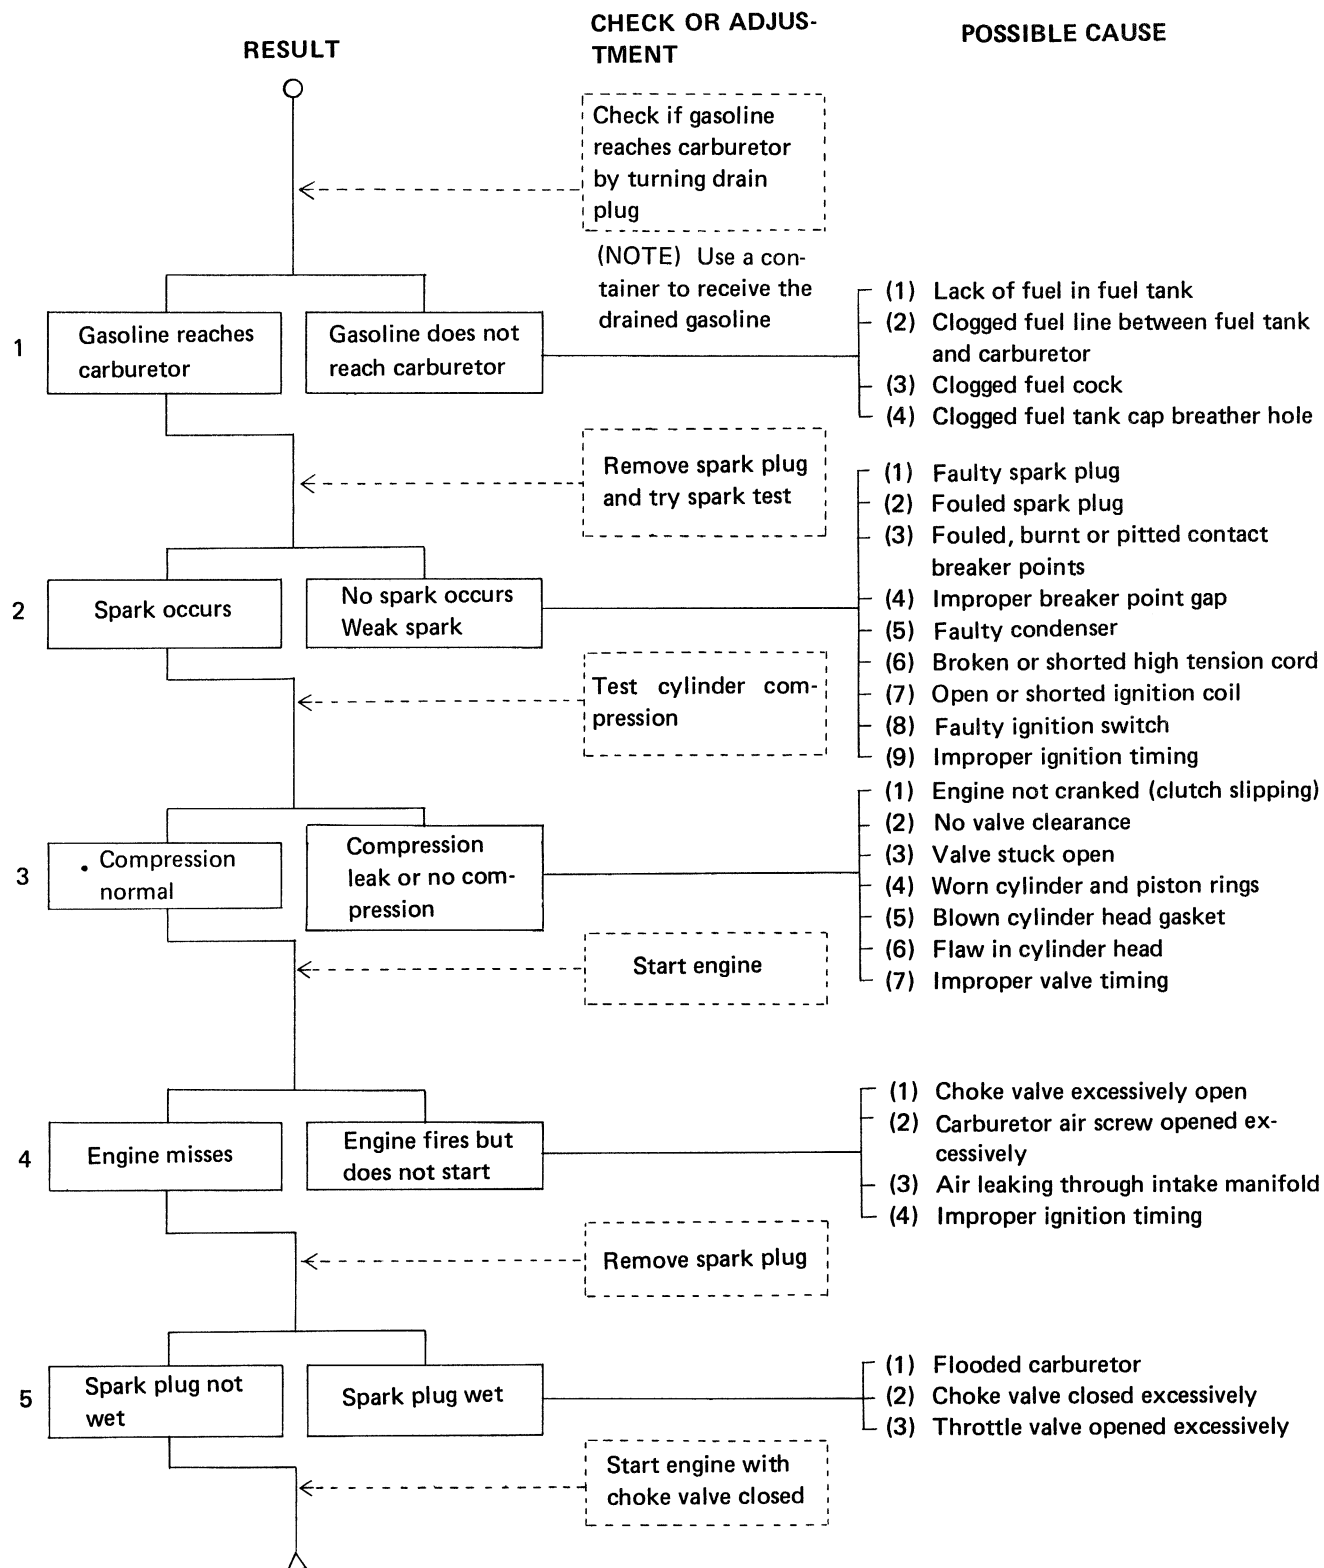 RESULT
CHECK OR ADJUS-
TMENT
POSSIBLE CAUSE
Check if gasoline
reaches carburetor
by turning drain
plug
(NOTE) Use a con-
tainer to receive the
drained gasoline
1
Gasoline reaches
carburetor
Gasoline does not
reach carburetor
(1) Lack of fuel in fuel tank
(2) Clogged fuel line between fuel tank
and carburetor
(3) Clogged fuel cock
(4) Clogged fuel tank cap breather hole
Remove spark plug
and try spark test
2
Spark occurs
No spark occurs
Weak spark
(1) Faulty spark plug
(2) Fouled spark plug
(3) Fouled, burnt or pitted contact
breaker points
(4) Improper breaker point gap
(5) Faulty condenser
(6) Broken or shorted high tension cord
(7) Open or shorted ignition coil
(8) Faulty ignition switch
(9) Improper ignition timing
Test cylinder com-
pression
3
Compression
normal
Compression
leak or no com-
pression
(1) Engine not cranked (clutch slipping)
(2) No valve clearance
(3) Valve stuck open
(4) Worn cylinder and piston rings
(5) Blown cylinder head gasket
(6) Flaw in cylinder head
(7) Improper valve timing
Start engine
4
Engine misses
Engine fires but
does not start
(1) Choke valve excessively open
(2) Carburetor air screw opened ex-
cessively
(3) Air leaking through intake manifold
(4) Improper ignition timing
Remove spark plug
5
Spark plug not
wet
Spark plug wet
(1) Flooded carburetor
(2) Choke valve closed excessively
(3) Throttle valve opened excessively
Start engine with
choke valve closed